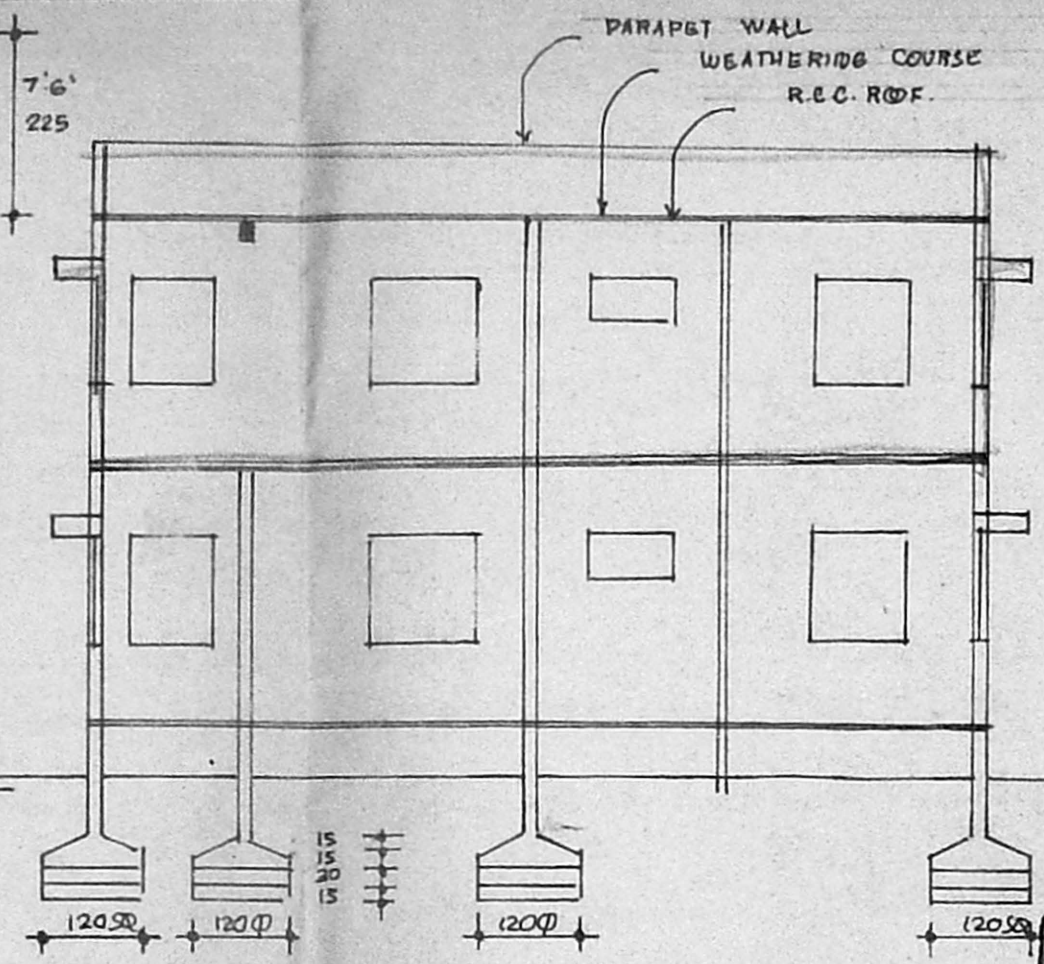 PARAPET WALL
WEATHERING COURSE
R.C.C. ROOF.
7'6'
225
15
15
20
15
120SQ
120Φ
120Φ
120SQ